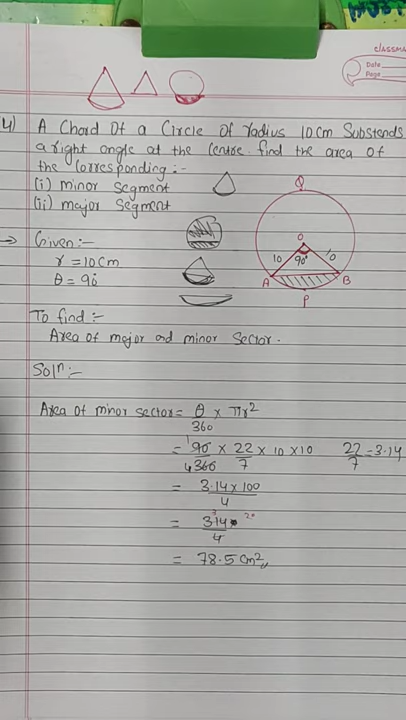 classmate
Date
Page
4) A Chord Of a Circle Of radius 10cm Substends
a right angle at the Centre. find the area of
the Corresponding:-
(i) minor Segment
(ii) major Segment
Q
O
10 90° 10
A B
P
⇒ Given:-
r = 10cm
θ = 90°
To find:-
Area of major and minor Sector.
Solⁿ:-
Area of minor sector = θ/360 × πr²
= 90/360 × 22/7 × 10 × 10 22/7 = 3.14
1
4
= 3.14 × 100/4
= 314/4
= 78.5 cm²